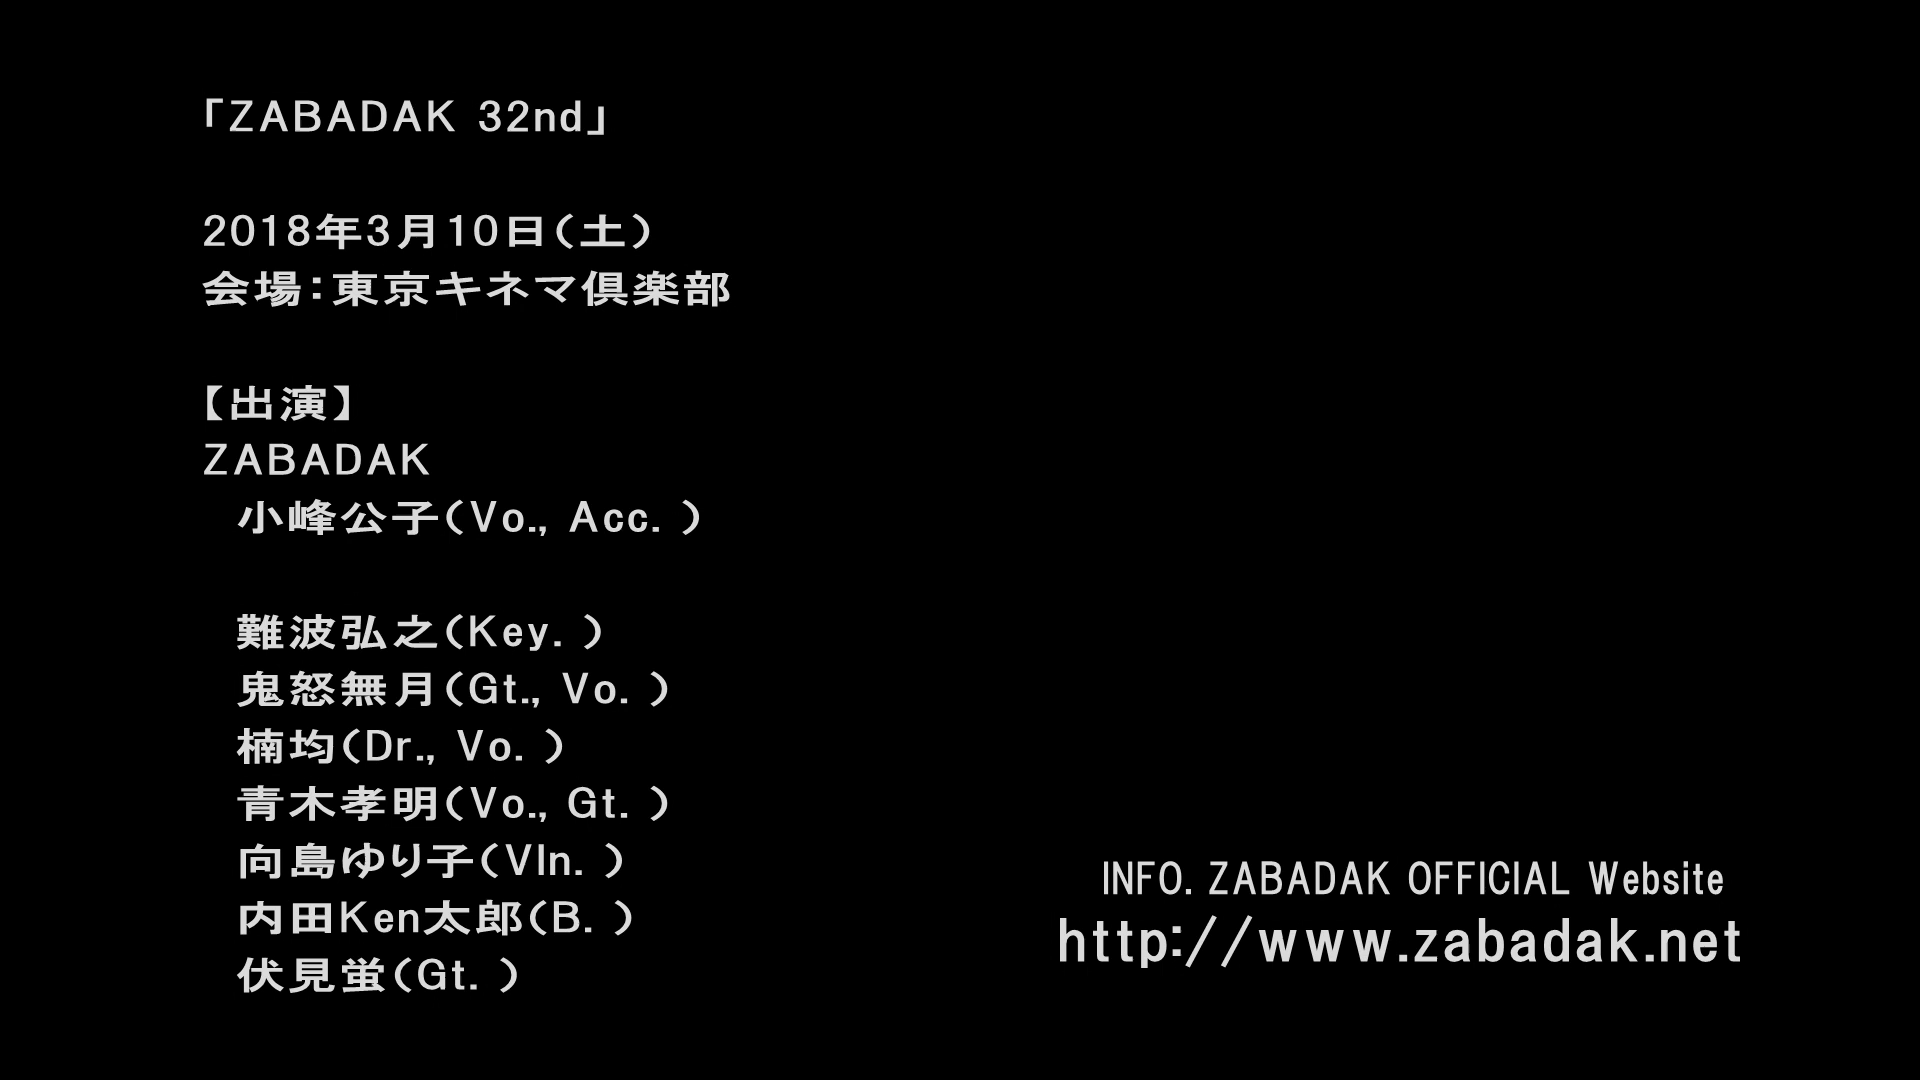 「ZABADAK 32nd」
2018年3月10日(土)
会場：東京キネマ倶楽部
【出演】
ZABADAK
小峰公子(Vo., Acc. )
難波弘之(Key. )
鬼怒無月(Gt., Vo. )
楠均(Dr., Vo. )
青木孝明(Vo., Gt. )
向島ゆり子(Vln. )
内田Ken太郎(B. )
伏見蛍(Gt. )
INFO. ZABADAK OFFICIAL Website
http://www.zabadak.net